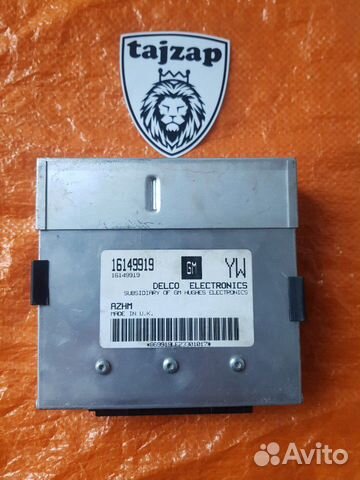 tajzap
16149919 GM YW
16149919
DELCO ELECTRONICS
SUBSIDIARY OF GM HUGHES ELECTRONICS
AZHM
MADE IN U.K.
Avito